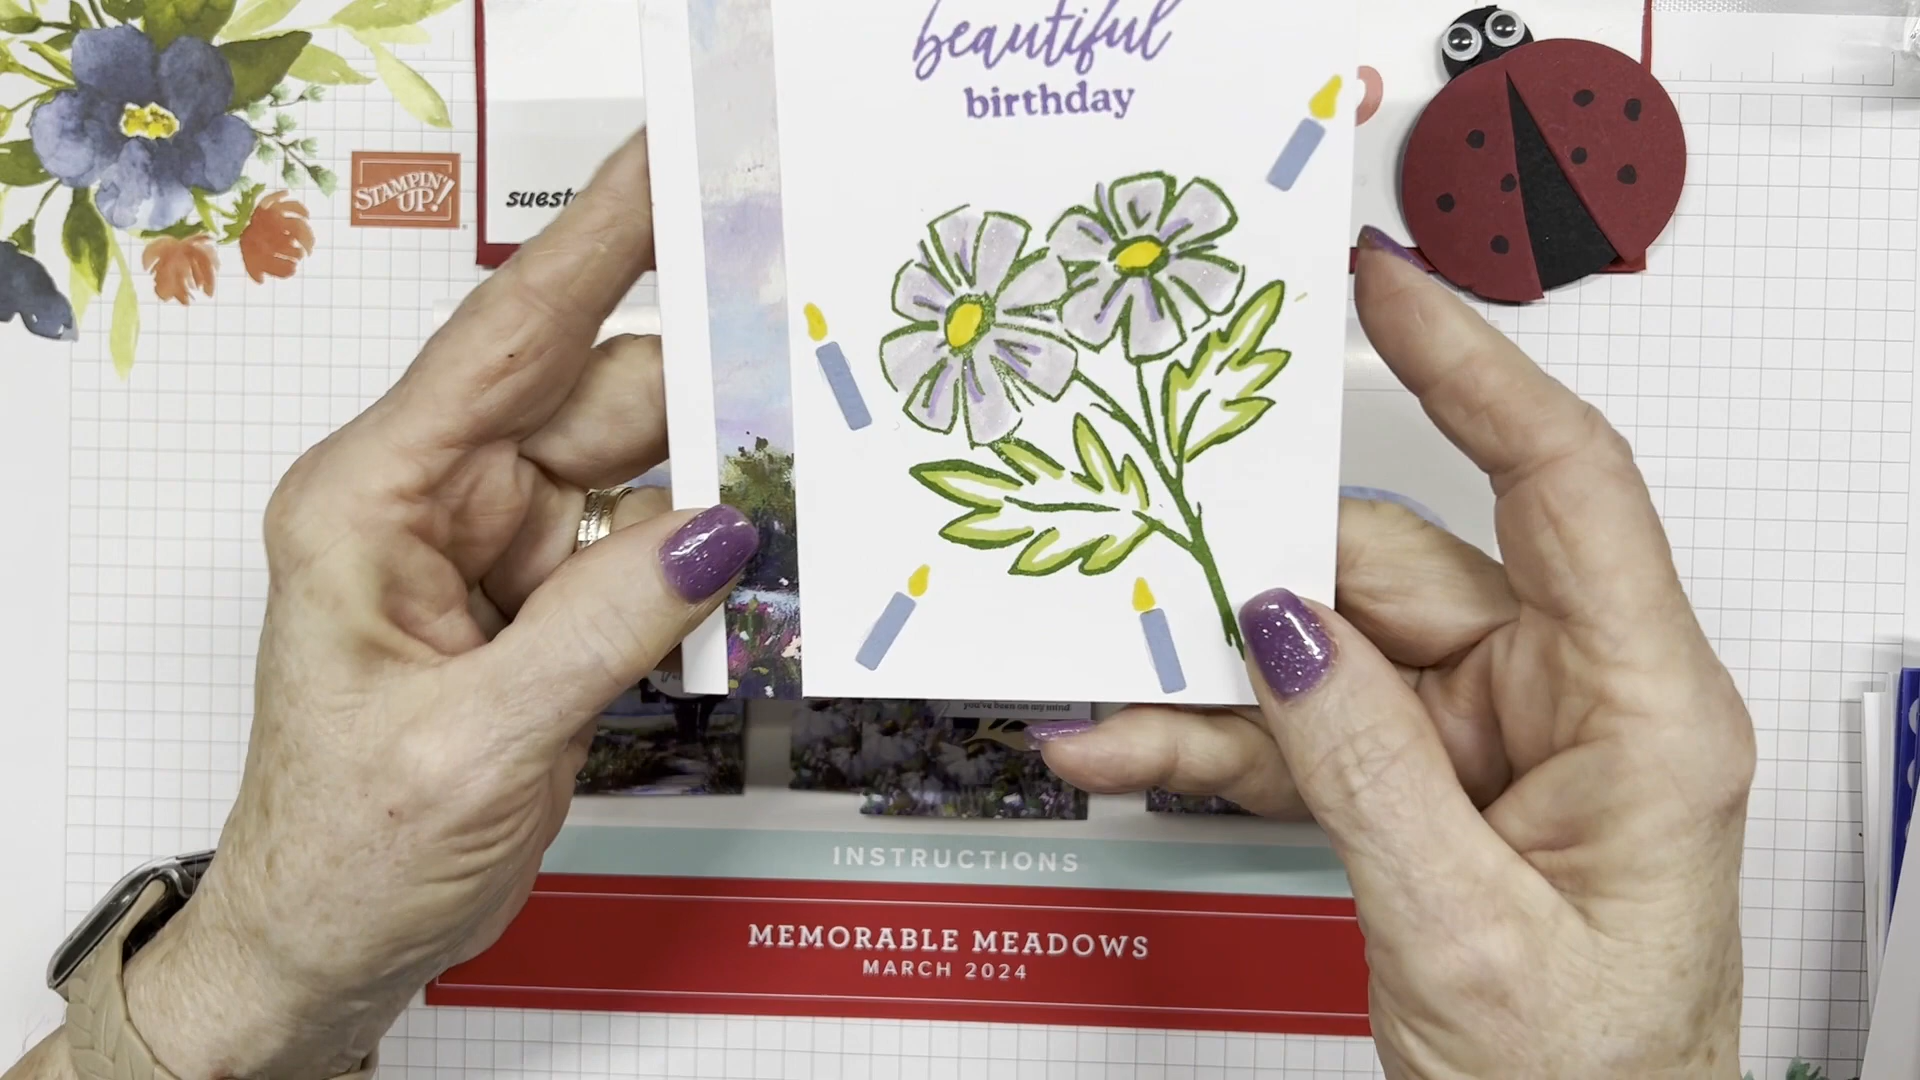 beautiful
birthday
STAMPIN'
UP!
you've been on my mind
INSTRUCTIONS
MEMORABLE MEADOWS
MARCH 2024